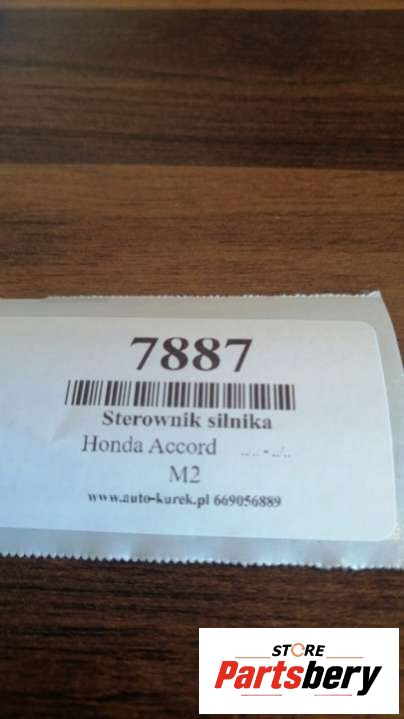 7887
Sterownik silnika
Honda Accord ../.. - ../..
M2
www.auto-kurek.pl 669056889
STORE
Partsbery